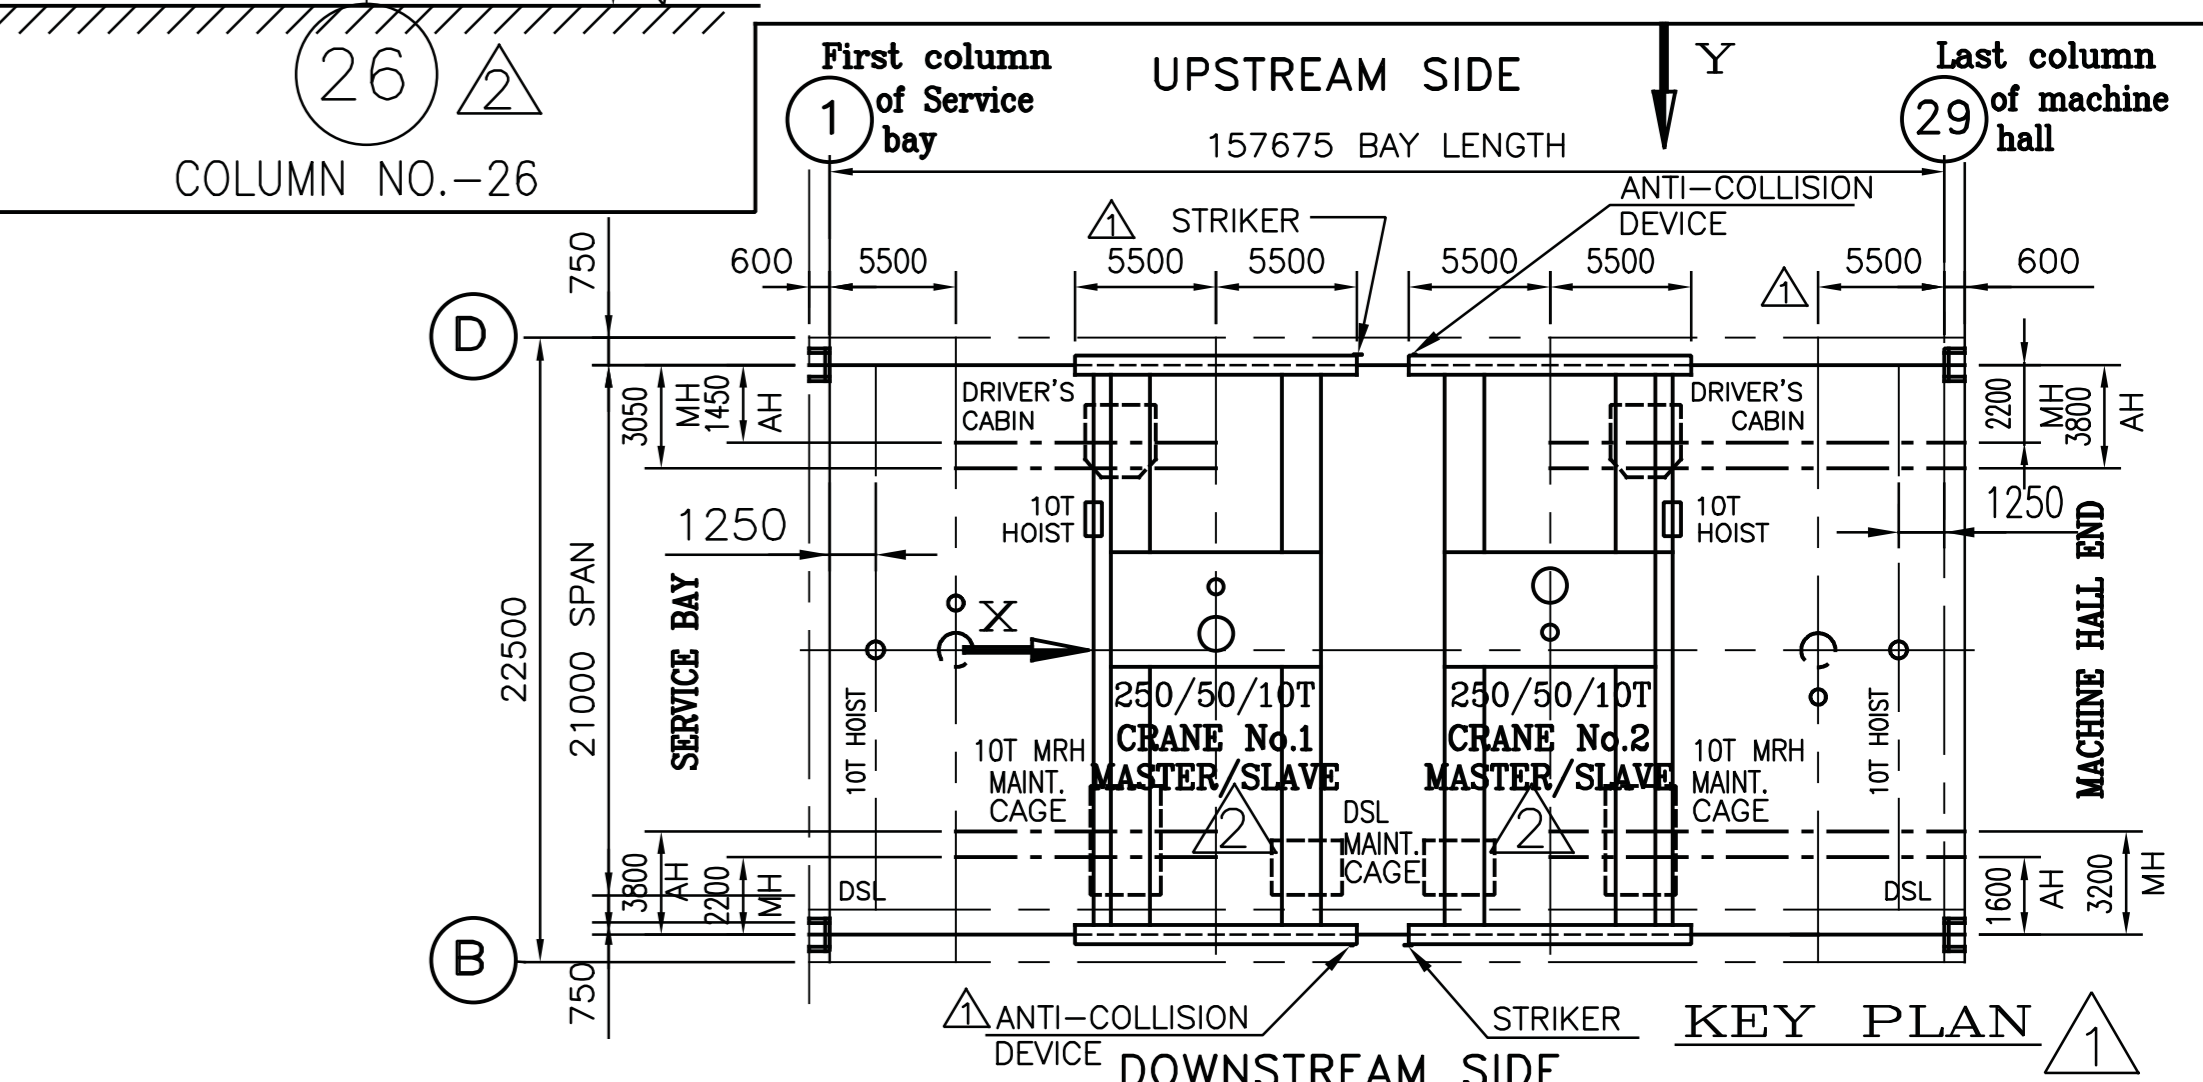 26
2
COLUMN NO.-26
First column
of Service
bay
1
UPSTREAM SIDE
Y
Last column
of machine
hall
29
157675 BAY LENGTH
ANTI-COLLISION
DEVICE
1
STRIKER
750
600
5500
5500
5500
5500
5500
1
5500
600
D
3050
MH
1450
AH
DRIVER'S
CABIN
DRIVER'S
CABIN
2200
MH
3800
AH
10T
HOIST
10T
HOIST
1250
1250
22500
21000 SPAN
SERVICE BAY
X
MACHINE HALL END
250/50/10T
CRANE No.1
MASTER/SLAVE
2
250/50/10T
CRANE No.2
MASTER/SLAVE
2
10T HOIST
10T MRH
MAINT.
CAGE
10T MRH
MAINT.
CAGE
10T HOIST
DSL
MAINT.
CAGE
3800
AH
2200
MH
DSL
DSL
1600
AH
3200
MH
B
750
1
ANTI-COLLISION
DEVICE
STRIKER
KEY PLAN
1
DOWNSTREAM SIDE